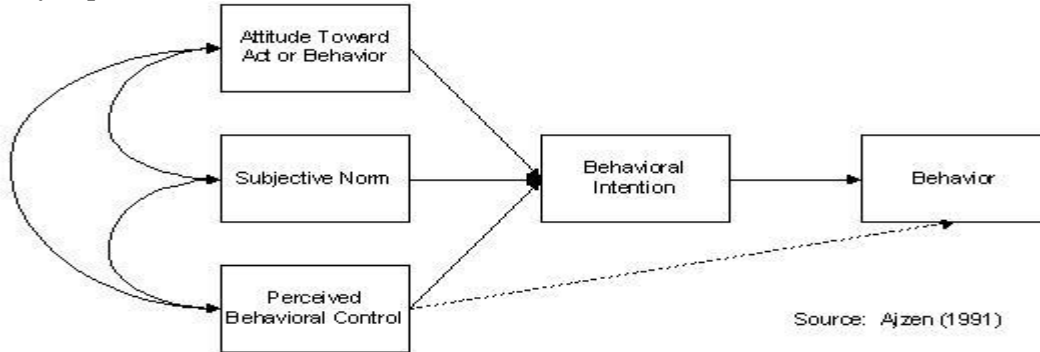 Attitude Toward
Act or Behavior
Subjective Norm
Behavioral
Intention
Behavior
Perceived
Behavioral Control
Source: Ajzen (1991)